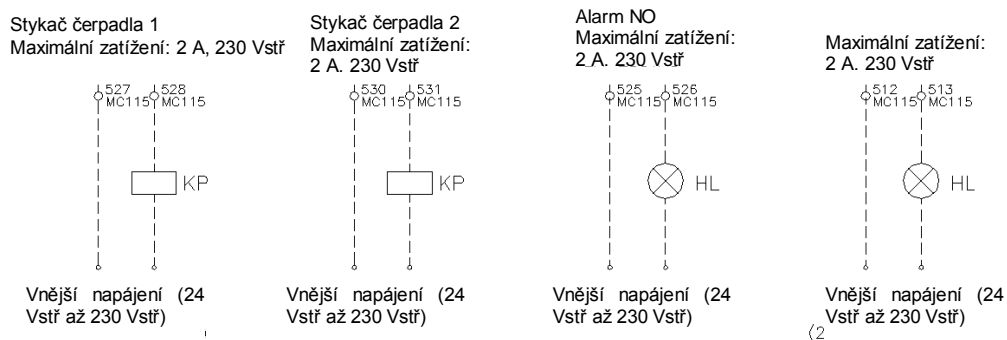 Stykač čerpadla 1
Maximální zatížení: 2 A, 230 Vstř
527 528
MC115 MC115
KP
Vnější napájení (24
Vstř až 230 Vstř)
Stykač čerpadla 2
Maximální zatížení:
2 A. 230 Vstř
530 531
MC115 MC115
KP
Vnější napájení (24
Vstř až 230 Vstř)
Alarm NO
Maximální zatížení:
2 A. 230 Vstř
525 526
MC115 MC115
HL
Vnější napájení (24
Vstř až 230 Vstř)
Maximální zatížení:
2 A. 230 Vstř
512 513
MC115 MC115
HL
Vnější napájení (24
Vstř až 230 Vstř)
(2